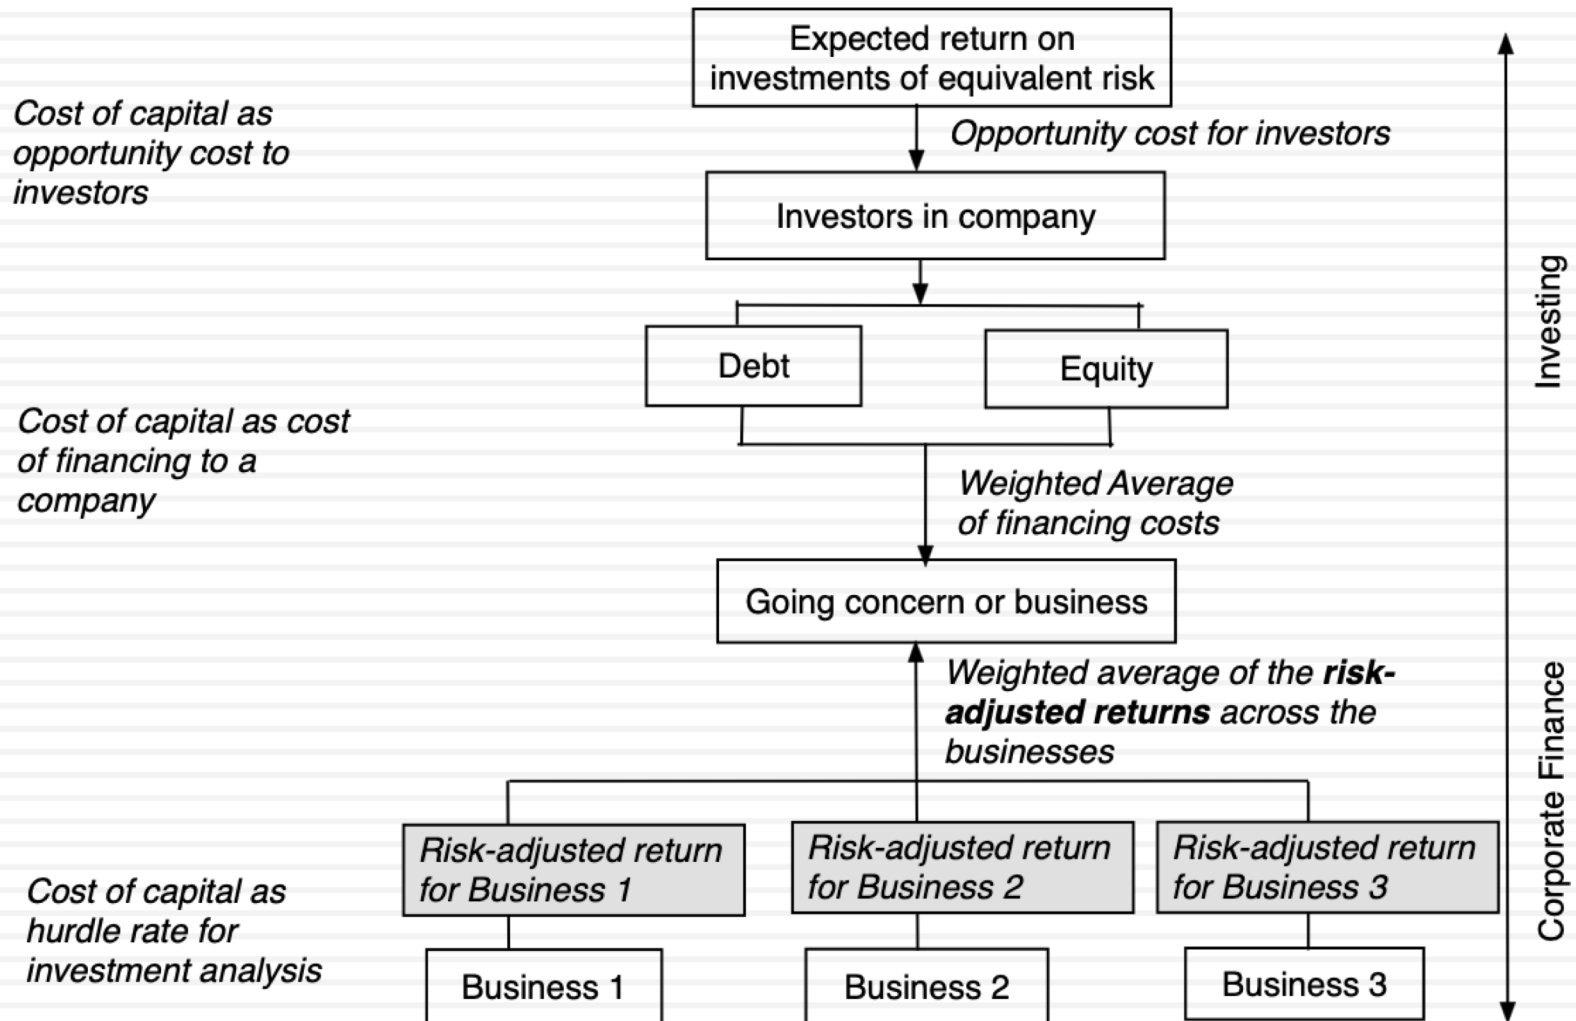 Expected return on
investments of equivalent risk
Cost of capital as
opportunity cost to
investors
Opportunity cost for investors
Investors in company
Investing
Debt
Equity
Cost of capital as cost
of financing to a
company
Weighted Average
of financing costs
Going concern or business
Weighted average of the risk-
adjusted returns across the
businesses
Corporate Finance
Risk-adjusted return
for Business 1
Risk-adjusted return
for Business 2
Risk-adjusted return
for Business 3
Cost of capital as
hurdle rate for
investment analysis
Business 1
Business 2
Business 3